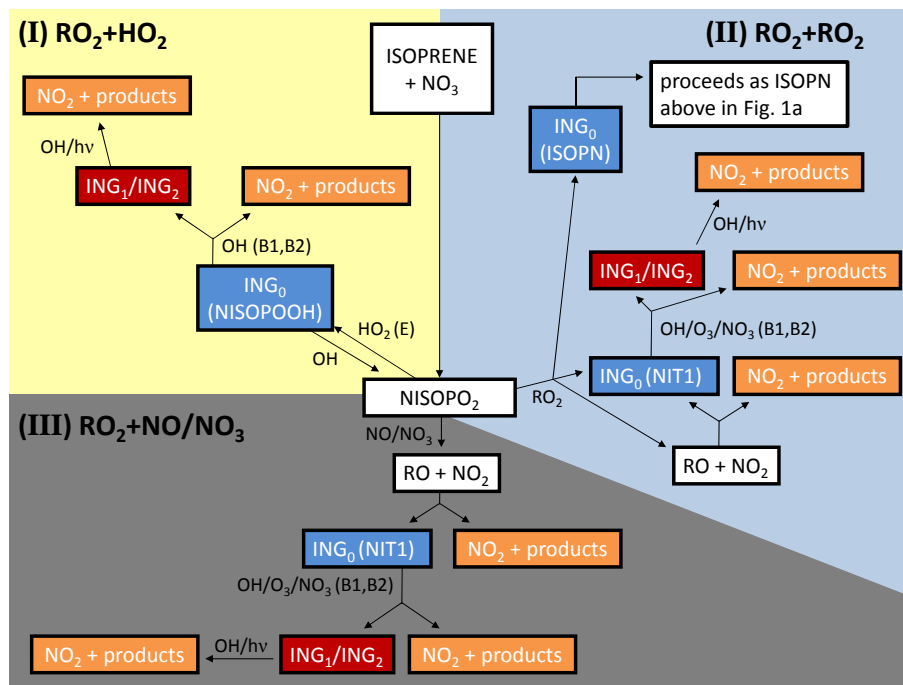 (I) RO₂+HO₂
NO₂ + products
OH/hν
ING₁/ING₂
NO₂ + products
OH (B1,B2)
ING₀
(NISOPOOH)
HO₂ (E)
OH
ISOPRENE
+ NO₃
NISOPO₂
(II) RO₂+RO₂
proceeds as ISOPN
above in Fig. 1a
ING₀
(ISOPN)
NO₂ + products
OH/hν
ING₁/ING₂
NO₂ + products
OH/O₃/NO₃ (B1,B2)
ING₀ (NIT1)
NO₂ + products
RO₂
RO + NO₂
(III) RO₂+NO/NO₃
NO/NO₃
RO + NO₂
ING₀ (NIT1)
NO₂ + products
OH/O₃/NO₃ (B1,B2)
NO₂ + products
OH/hν
ING₁/ING₂
NO₂ + products